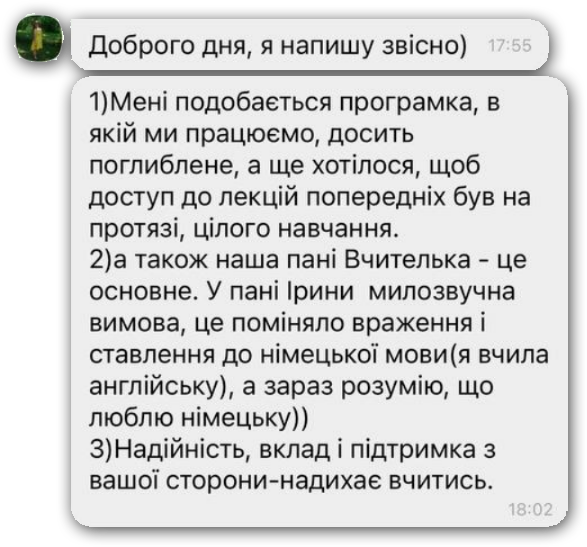 Доброго дня, я напишу звісно)
17:55
1)Мені подобається програмка, в
якій ми працюємо, досить
поглиблене, а ще хотілося, щоб
доступ до лекцій попередніх був на
протязі, цілого навчання.
2)а також наша пані Вчителька - це
основне. У пані Ірини  милозвучна
вимова, це поміняло враження і
ставлення до німецької мови(я вчила
англійську), а зараз розумію, що
люблю німецьку))
3)Надійність, вклад і підтримка з
вашої сторони-надихає вчитись.
18:02